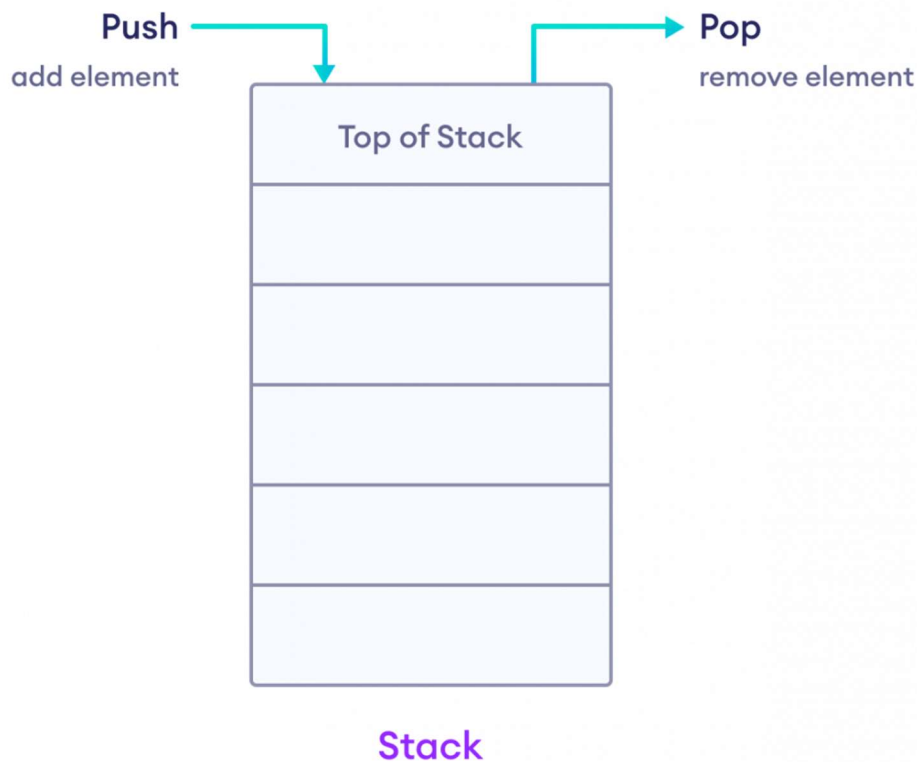 Push
add element
Pop
remove element
Top of Stack
Stack